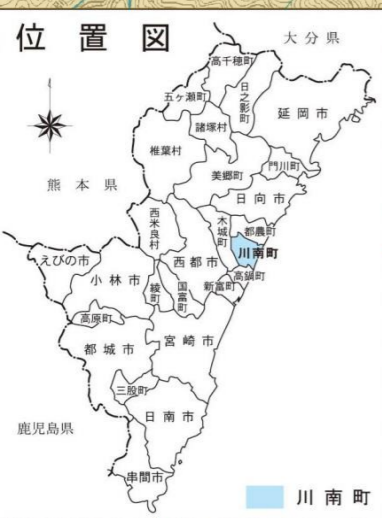 位置図
大分県
高千穂町
日之影町
五ヶ瀬町
延岡市
諸塚村
椎葉村
門川町
美郷町
熊本県
日向市
西米良村
木城町
都農町
川南町
えびの市
西都市
高鍋町
小林市
綾町
国富町
新富町
高原町
宮崎市
都城市
三股町
日南市
鹿児島県
串間市
川南町